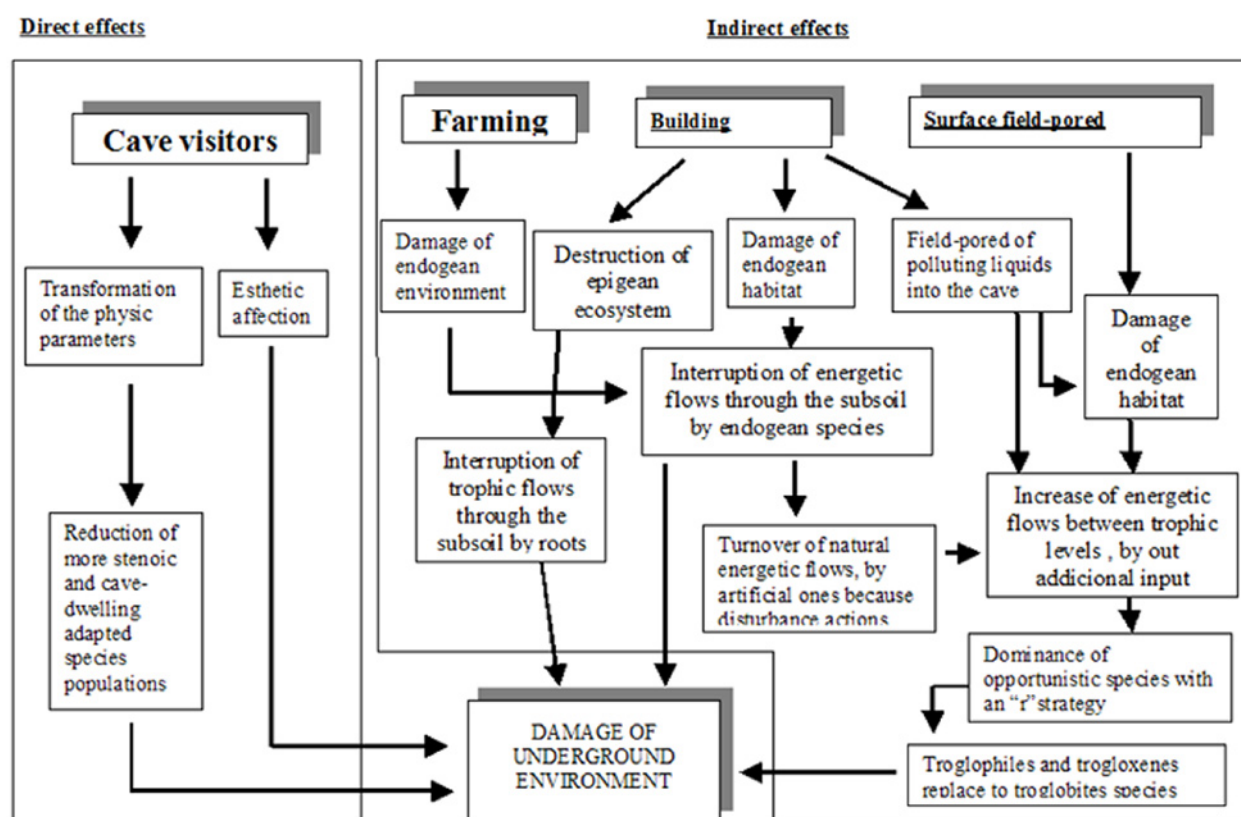 Direct effects
Indirect effects
Cave visitors
Farming
Building
Surface field-pored
Transformation
of the physic
parameters
Esthetic
affection
Damage of
endogean
environment
Destruction of
epigean
ecosystem
Damage of
endogean
habitat
Field-pored of
polluting liquids
into the cave
Damage
of
endogean
habitat
Interruption of energetic
flows through the subsoil
by endogean species
Interruption of
trophic flows
through the
subsoil by roots
Reduction of
more stenoic
and cave-
dwelling
adapted
species
populations
Turnover of natural
energetic flows, by
artificial ones because
disturbance actions
Increase of energetic
flows between trophic
levels , by out
addicional input
Dominance of
opportunistic species with
an “r”strategy
DAMAGE OF
UNDERGROUND
ENVIRONMENT
Troglophiles and trogloxenes
replace to troglobites species